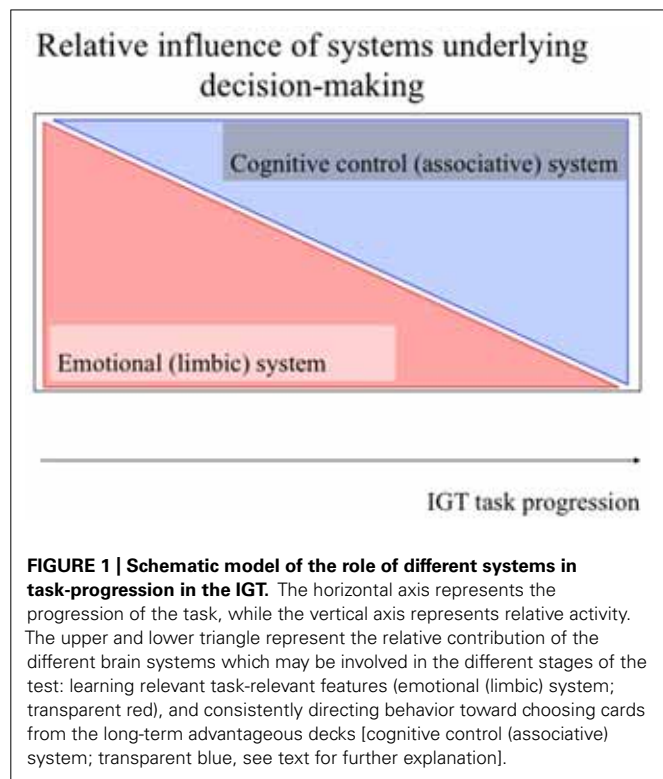 Relative influence of systems underlying
decision-making
Cognitive control (associative) system
Emotional (limbic) system
IGT task progression
FIGURE 1 | Schematic model of the role of different systems in
task-progression in the IGT. The horizontal axis represents the
progression of the task, while the vertical axis represents relative activity.
The upper and lower triangle represent the relative contribution of the
different brain systems which may be involved in the different stages of the
test: learning relevant task-relevant features (emotional (limbic) system;
transparent red), and consistently directing behavior toward choosing cards
from the long-term advantageous decks [cognitive control (associative)
system; transparent blue, see text for further explanation].